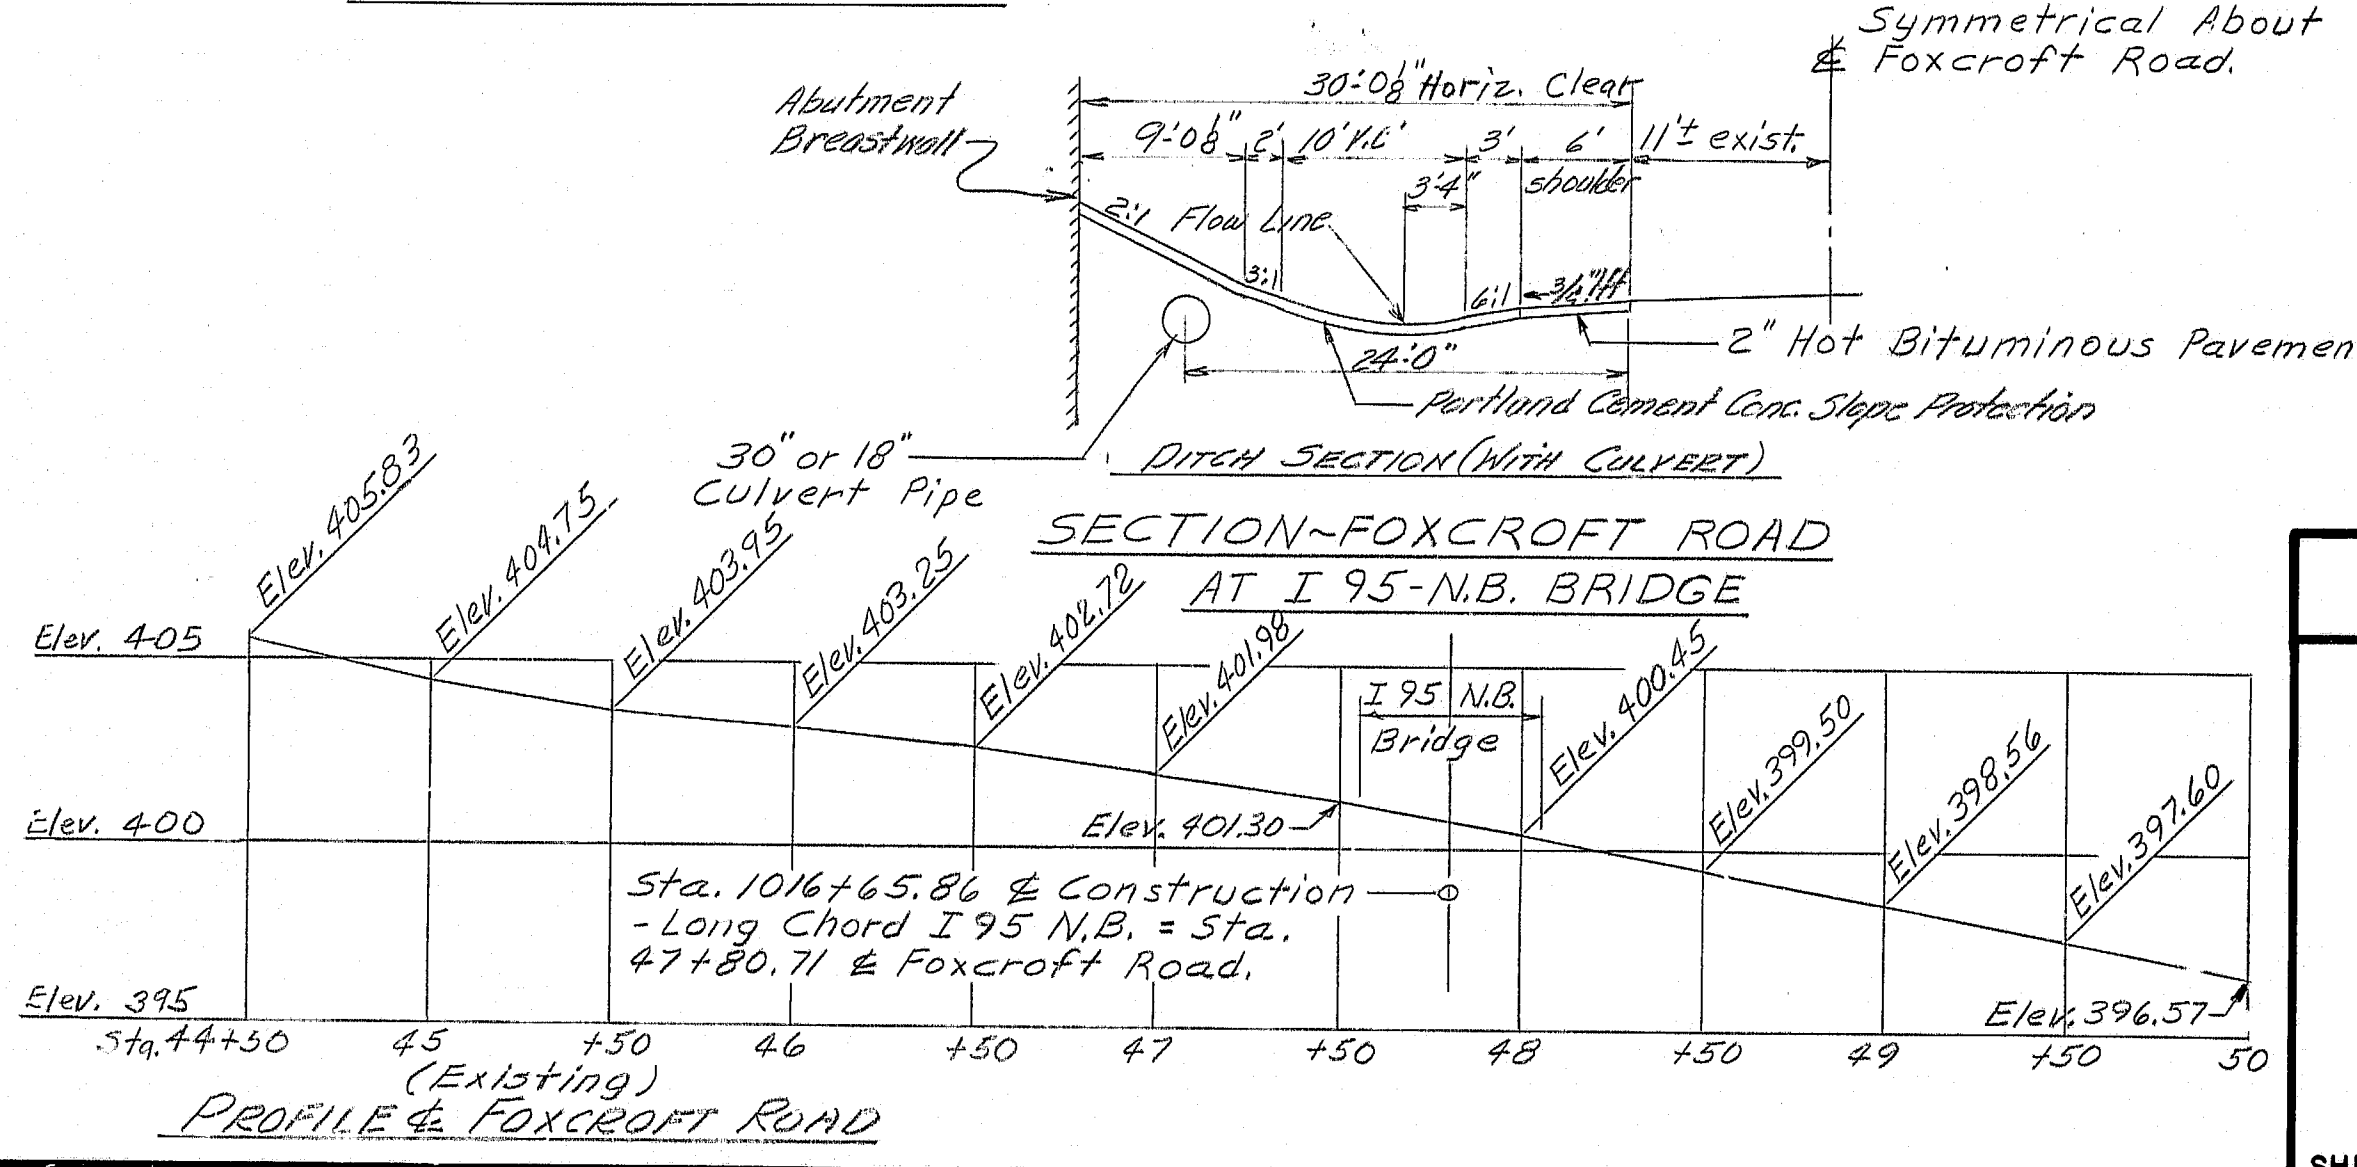 Symmetrical About
℄ Foxcroft Road.
Abutment
Breastwall
30'-0⅛" Horiz. Clear
9'-0⅛" 2' 10' V.C. 3' 6' 11'± exist.
3'-4" shoulder
2:1 Flow Line
3:1 6:1 3/4"/ft
2" Hot Bituminous Pavemen
24'-0"
Portland Cement Conc. Slope Protection
30" or 18"
Culvert Pipe
DITCH SECTION (WITH CULVERT)
SECTION~FOXCROFT ROAD
AT I 95-N.B. BRIDGE
Elev. 405.83
Elev. 404.75
Elev. 403.95
Elev. 403.25
Elev. 402.72
Elev. 401.98
Elev. 400.45
Elev. 399.50
Elev. 398.56
Elev. 397.60
Elev. 405
I 95 N.B.
Bridge
Elev. 400
Elev. 401.30
Sta. 1016+65.86 ℄ Construction
-Long Chord I 95 N.B. = Sta.
47+80.71 ℄ Foxcroft Road.
Elev. 395
Elev. 396.57
Sta. 44+50 45 +50 46 +50 47 +50 48 +50 49 +50 50
(Existing)
PROFILE ℄ FOXCROFT ROAD